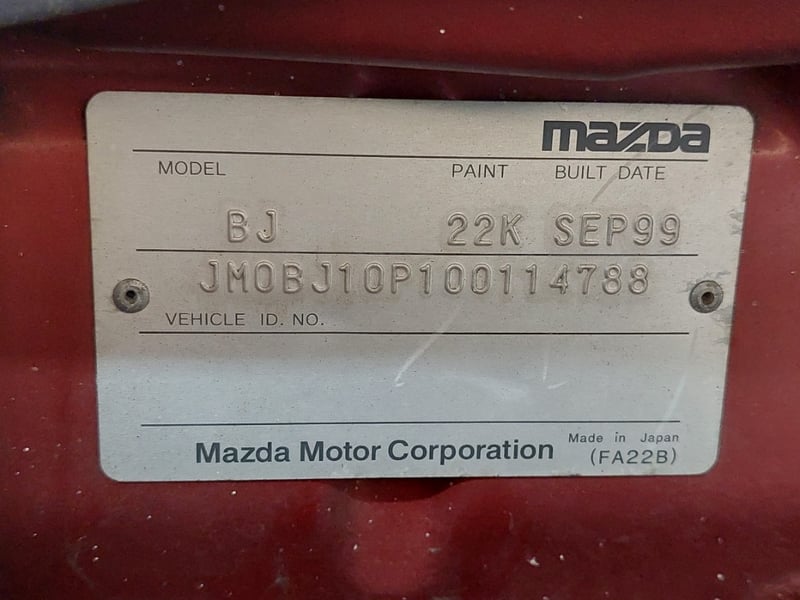 mazda
MODEL PAINT BUILT DATE
BJ 22K SEP99
JM0BJ10P100114788
VEHICLE ID. NO.
Mazda Motor Corporation Made in Japan
(FA22B)